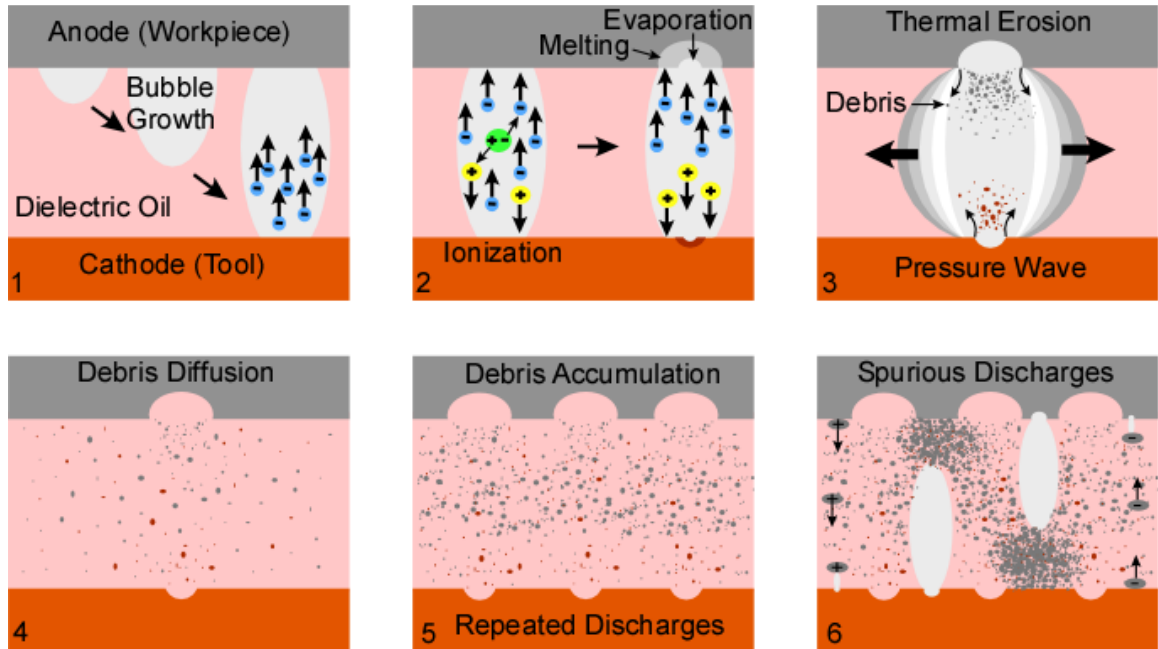 Anode (Workpiece)
Bubble
Growth
Dielectric Oil
Cathode (Tool)
1
Evaporation
Melting
Ionization
2
Thermal Erosion
Debris
Pressure Wave
3
Debris Diffusion
4
Debris Accumulation
Repeated Discharges
5
Spurious Discharges
6